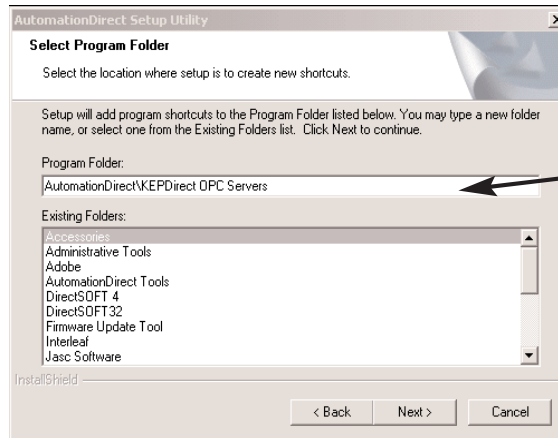 AutomationDirect Setup Utility
Select Program Folder
Select the location where setup is to create new shortcuts.
Setup will add program shortcuts to the Program Folder listed below. You may type a new folder
name, or select one from the Existing Folders list. Click Next to continue.
Program Folder:
AutomationDirect\KEPDirect OPC Servers
Existing Folders:
Accessories
Administrative Tools
Adobe
AutomationDirect Tools
DirectSOFT 4
DirectSOFT32
Firmware Update Tool
Interleaf
Jasc Software
InstallShield
< Back
Next >
Cancel